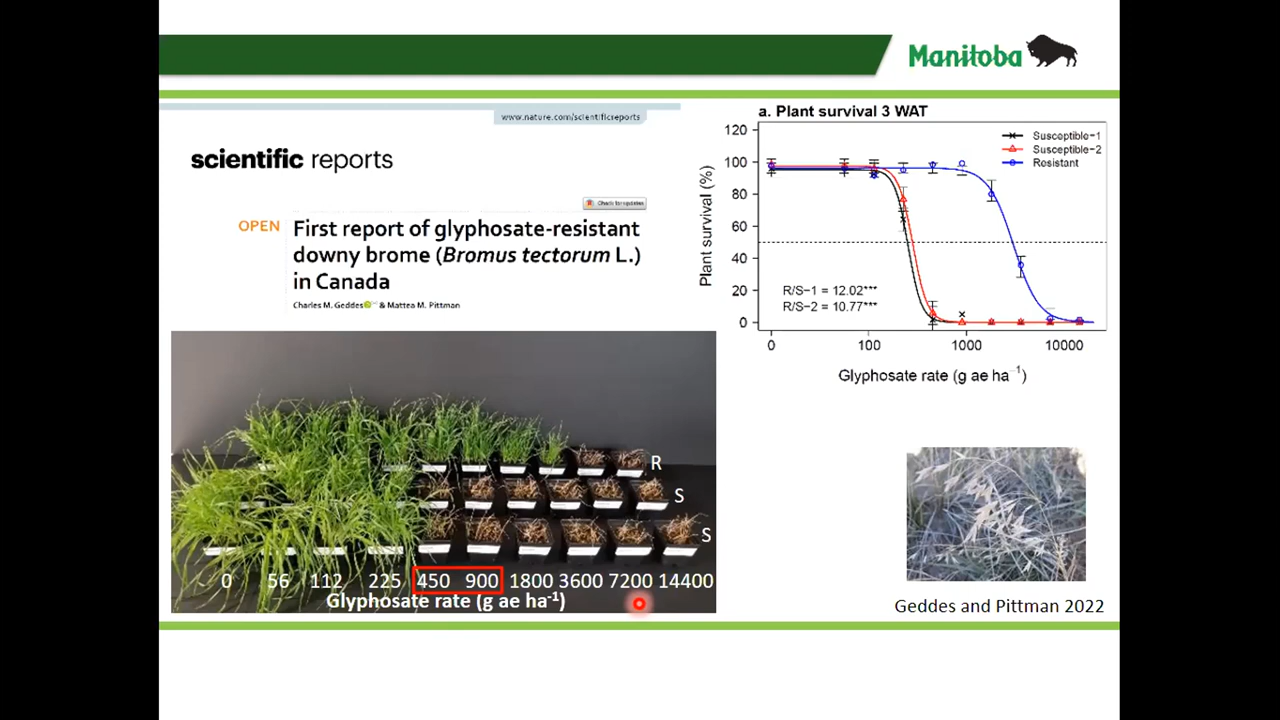 Manitoba
www.nature.com/scientificreports
scientific reports
Check for updates
OPEN
First report of glyphosate-resistant
downy brome (Bromus tectorum L.)
in Canada
Charles M. Geddes & Mattea M. Pittman
a. Plant survival 3 WAT
120
100
80
60
40
20
0
Plant survival (%)
Susceptible-1
Susceptible-2
Resistant
R/S-1 = 12.02***
R/S-2 = 10.77***
0 100 1000 10000
Glyphosate rate (g ae ha⁻¹)
R
S
S
0 56 112 225 450 900 1800 3600 7200 14400
Glyphosate rate (g ae ha⁻¹)
Geddes and Pittman 2022